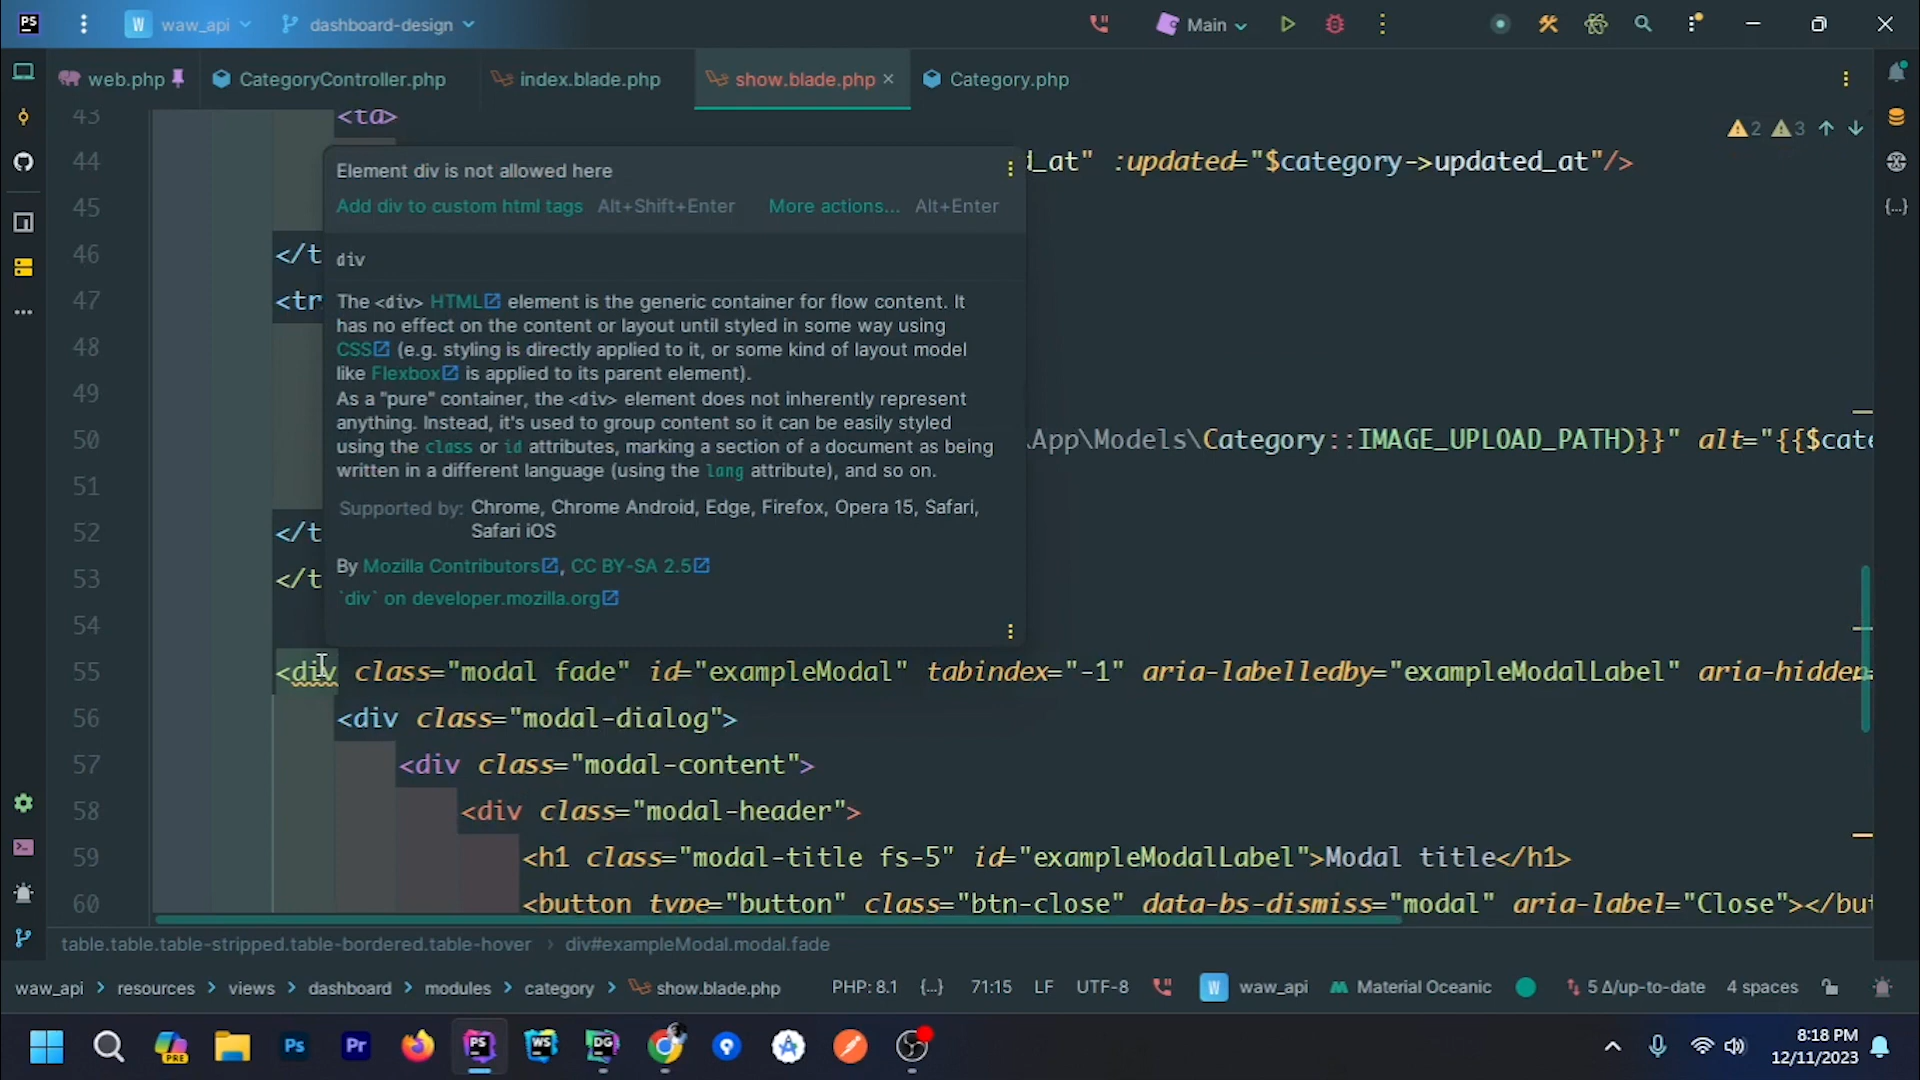 PS
W waw_api
dashboard-design
Main
web.php
CategoryController.php
index.blade.php
show.blade.php
Category.php
43
<td>
2
3
44
d_at" :updated="$category->updated_at"/>
Element div is not allowed here
Add div to custom html tags Alt+Shift+Enter More actions... Alt+Enter
45
46
</t
div
47
<tr
The <div> HTML element is the generic container for flow content. It
has no effect on the content or layout until styled in some way using
CSS (e.g. styling is directly applied to it, or some kind of layout model
like Flexbox is applied to its parent element).
As a "pure" container, the <div> element does not inherently represent
anything. Instead, it's used to group content so it can be easily styled
using the class or id attributes, marking a section of a document as being
written in a different language (using the lang attribute), and so on.
48
49
50
\App\Models\Category::IMAGE_UPLOAD_PATH)}}" alt="{{$cate
51
Supported by: Chrome, Chrome Android, Edge, Firefox, Opera 15, Safari,
Safari iOS
52
</t
By Mozilla Contributors, CC BY-SA 2.5
53
</t
`div` on developer.mozilla.org
54
55
<div class="modal fade" id="exampleModal" tabindex="-1" aria-labelledby="exampleModalLabel" aria-hidden=
56
<div class="modal-dialog">
57
<div class="modal-content">
58
<div class="modal-header">
59
<h1 class="modal-title fs-5" id="exampleModalLabel">Modal title</h1>
60
<button type="button" class="btn-close" data-bs-dismiss="modal" aria-label="Close"></but
table.table.table-stripped.table-bordered.table-hover › div#exampleModal.modal.fade
waw_api › resources › views › dashboard › modules › category › show.blade.php
PHP: 8.1 {..} 71:15 LF UTF-8 W waw_api Material Oceanic 5 Δ/up-to-date 4 spaces
PRE Ps Pr PS WS DG
8:18 PM
12/11/2023